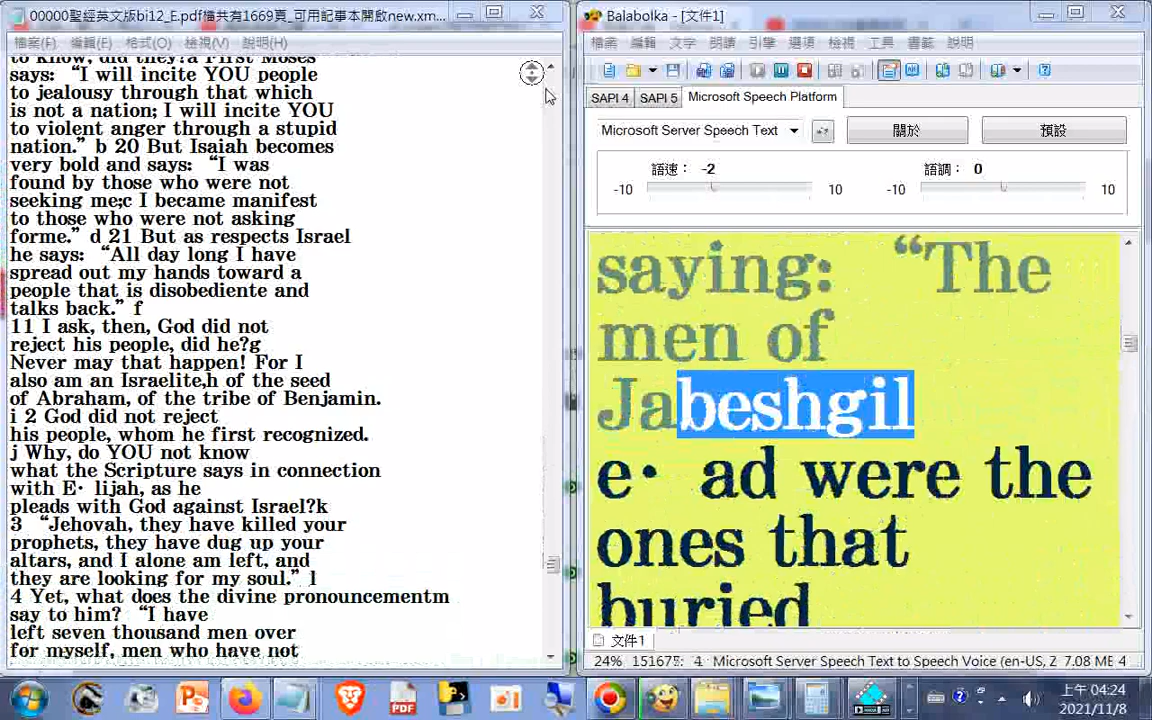 00000聖經英文版bi12_E.pdf檔共有1669頁_可用記事本開啟new.xm...
檔案(F) 編輯(E) 格式(O) 檢視(V) 說明(H)
to know, did they?a First Moses
says: “I will incite YOU people
to jealousy through that which
is not a nation; I will incite YOU
to violent anger through a stupid
nation.” b 20 But Isaiah becomes
very bold and says: “I was
found by those who were not
seeking me;c I became manifest
to those who were not asking
forme.” d 21 But as respects Israel
he says: “All day long I have
spread out my hands toward a
people that is disobediente and
talks back.” f
11 I ask, then, God did not
reject his people, did he?g
Never may that happen! For I
also am an Israelite,h of the seed
of Abraham, of the tribe of Benjamin.
i 2 God did not reject
his people, whom he first recognized.
j Why, do YOU not know
what the Scripture says in connection
with E· lijah, as he
pleads with God against Israel?k
3 “Jehovah, they have killed your
prophets, they have dug up your
altars, and I alone am left, and
they are looking for my soul.” l
4 Yet, what does the divine pronouncementm
say to him? “I have
left seven thousand men over
for myself, men who have not
Balabolka - [文件1]
檔案 編輯 文字 朗讀 引擎 選項 檢視 工具 書籤 說明
SAPI 4 SAPI 5 Microsoft Speech Platform
Microsoft Server Speech Text 關於 預設
語速： -2 語調： 0
-10 10 -10 10
saying: “The
men of
Jabeshgil
e· ad were the
ones that
buried
文件1
24% 4 Microsoft Server Speech Text to Speech Voice (en-US, 7.08 MB
上午 04:24
2021/11/8